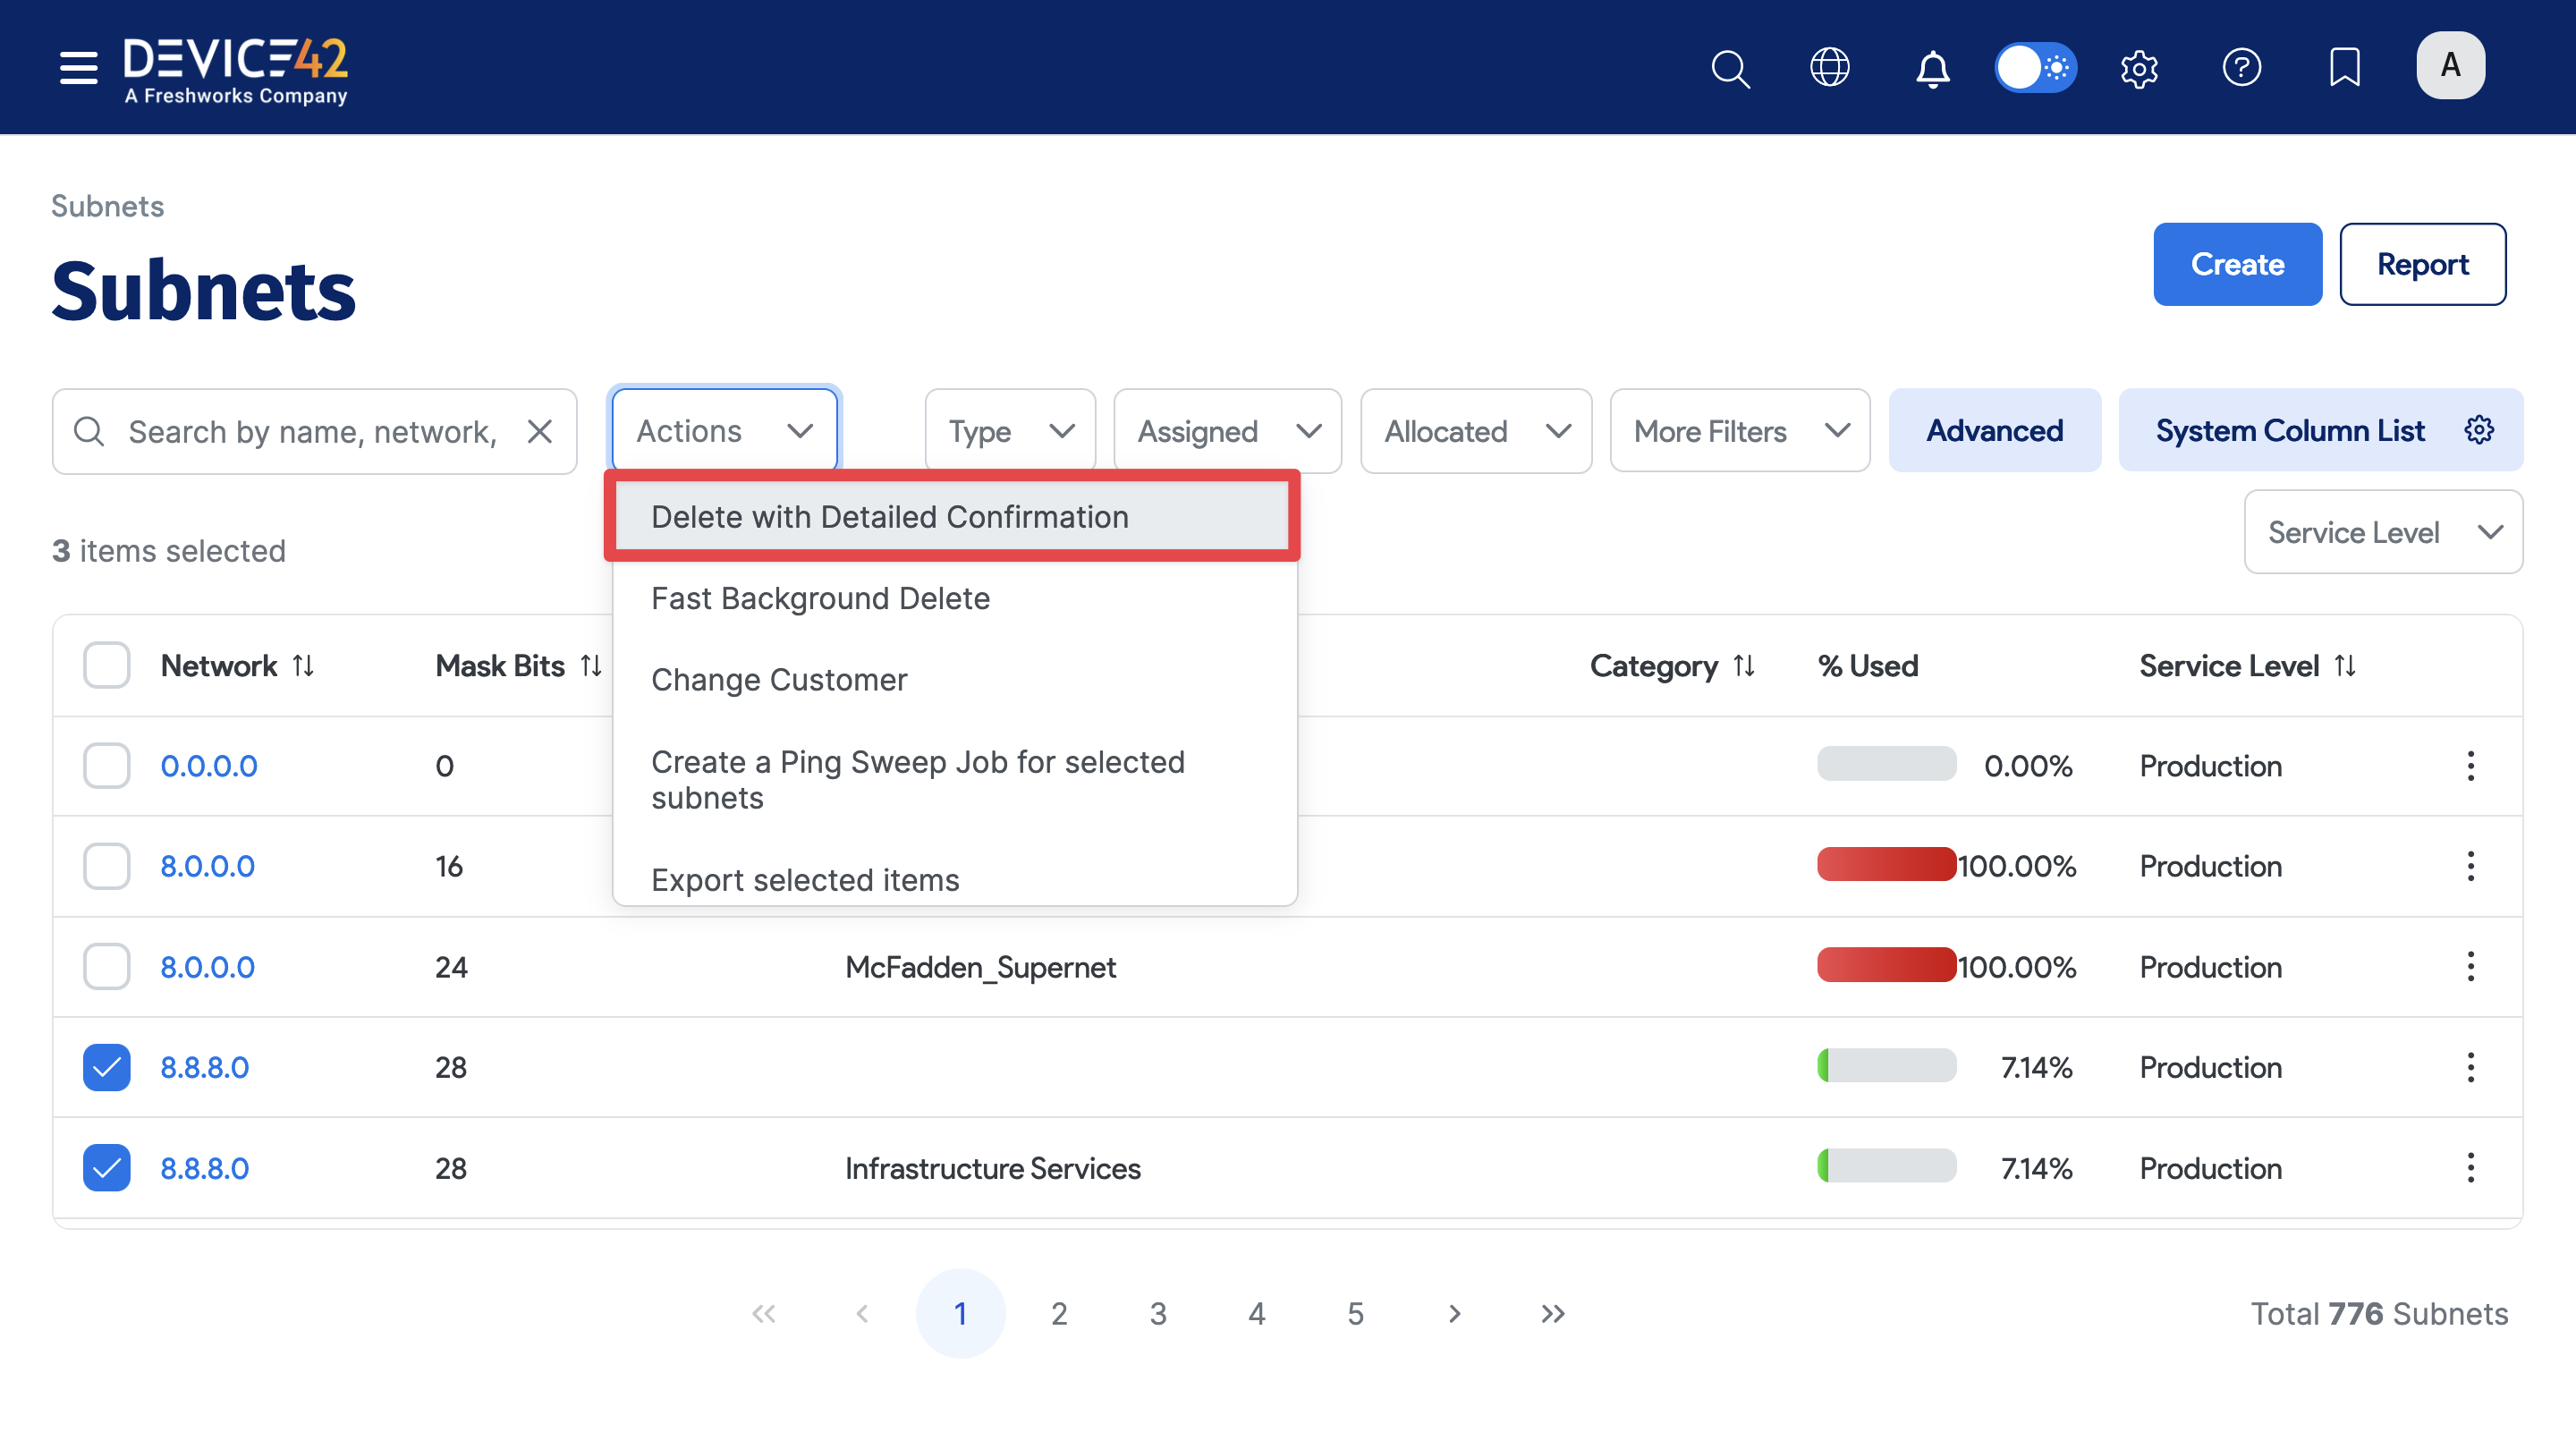 DEVICE42
A Freshworks Company
A
Subnets
Subnets
Create
Report
Search by name, network,
Actions
Type
Assigned
Allocated
More Filters
Advanced
System Column List
Delete with Detailed Confirmation
Fast Background Delete
Change Customer
Create a Ping Sweep Job for selected
subnets
Export selected items
3 items selected
Service Level
Network
Mask Bits
Category
% Used
Service Level
0.0.0.0 0 0.00% Production
8.0.0.0 16 100.00% Production
8.0.0.0 24 McFadden_Supernet 100.00% Production
8.8.8.0 28 7.14% Production
8.8.8.0 28 Infrastructure Services 7.14% Production
« ‹ 1 2 3 4 5 › »
Total 776 Subnets